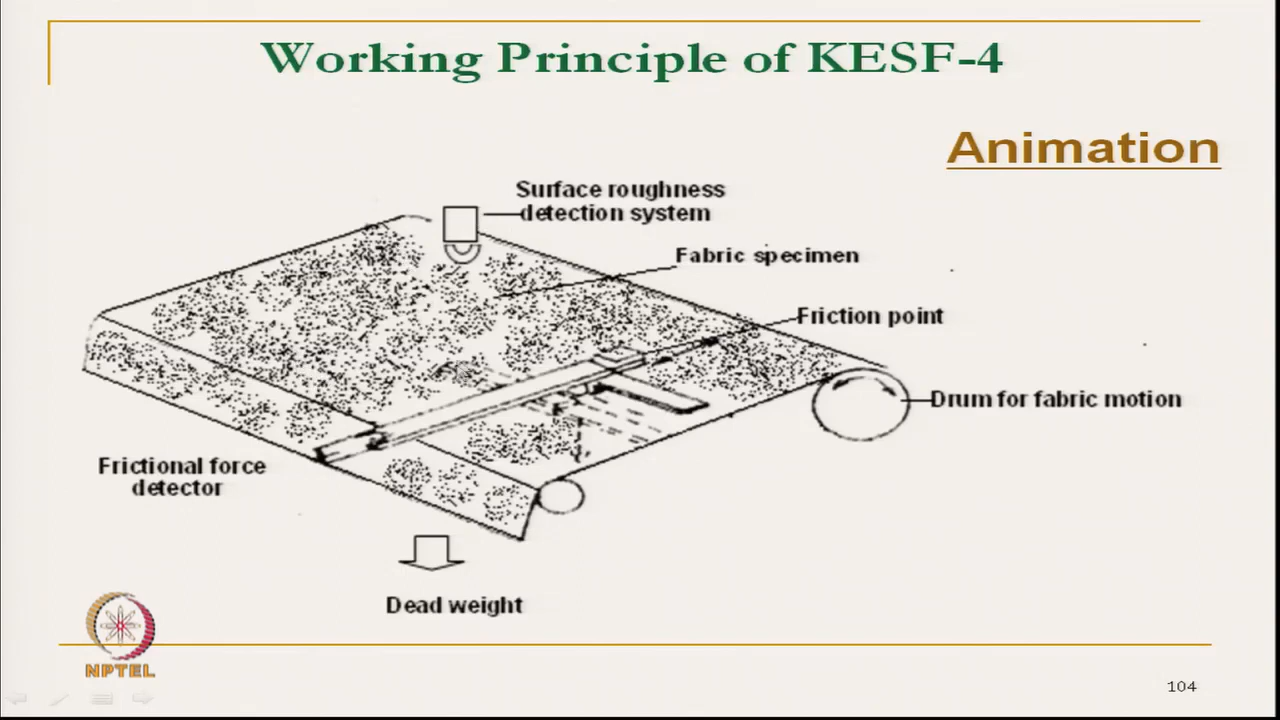 Working Principle of KESF-4
Animation
Surface roughness
detection system
Fabric specimen
Friction point
Drum for fabric motion
Frictional force
detector
Dead weight
NPTEL
104